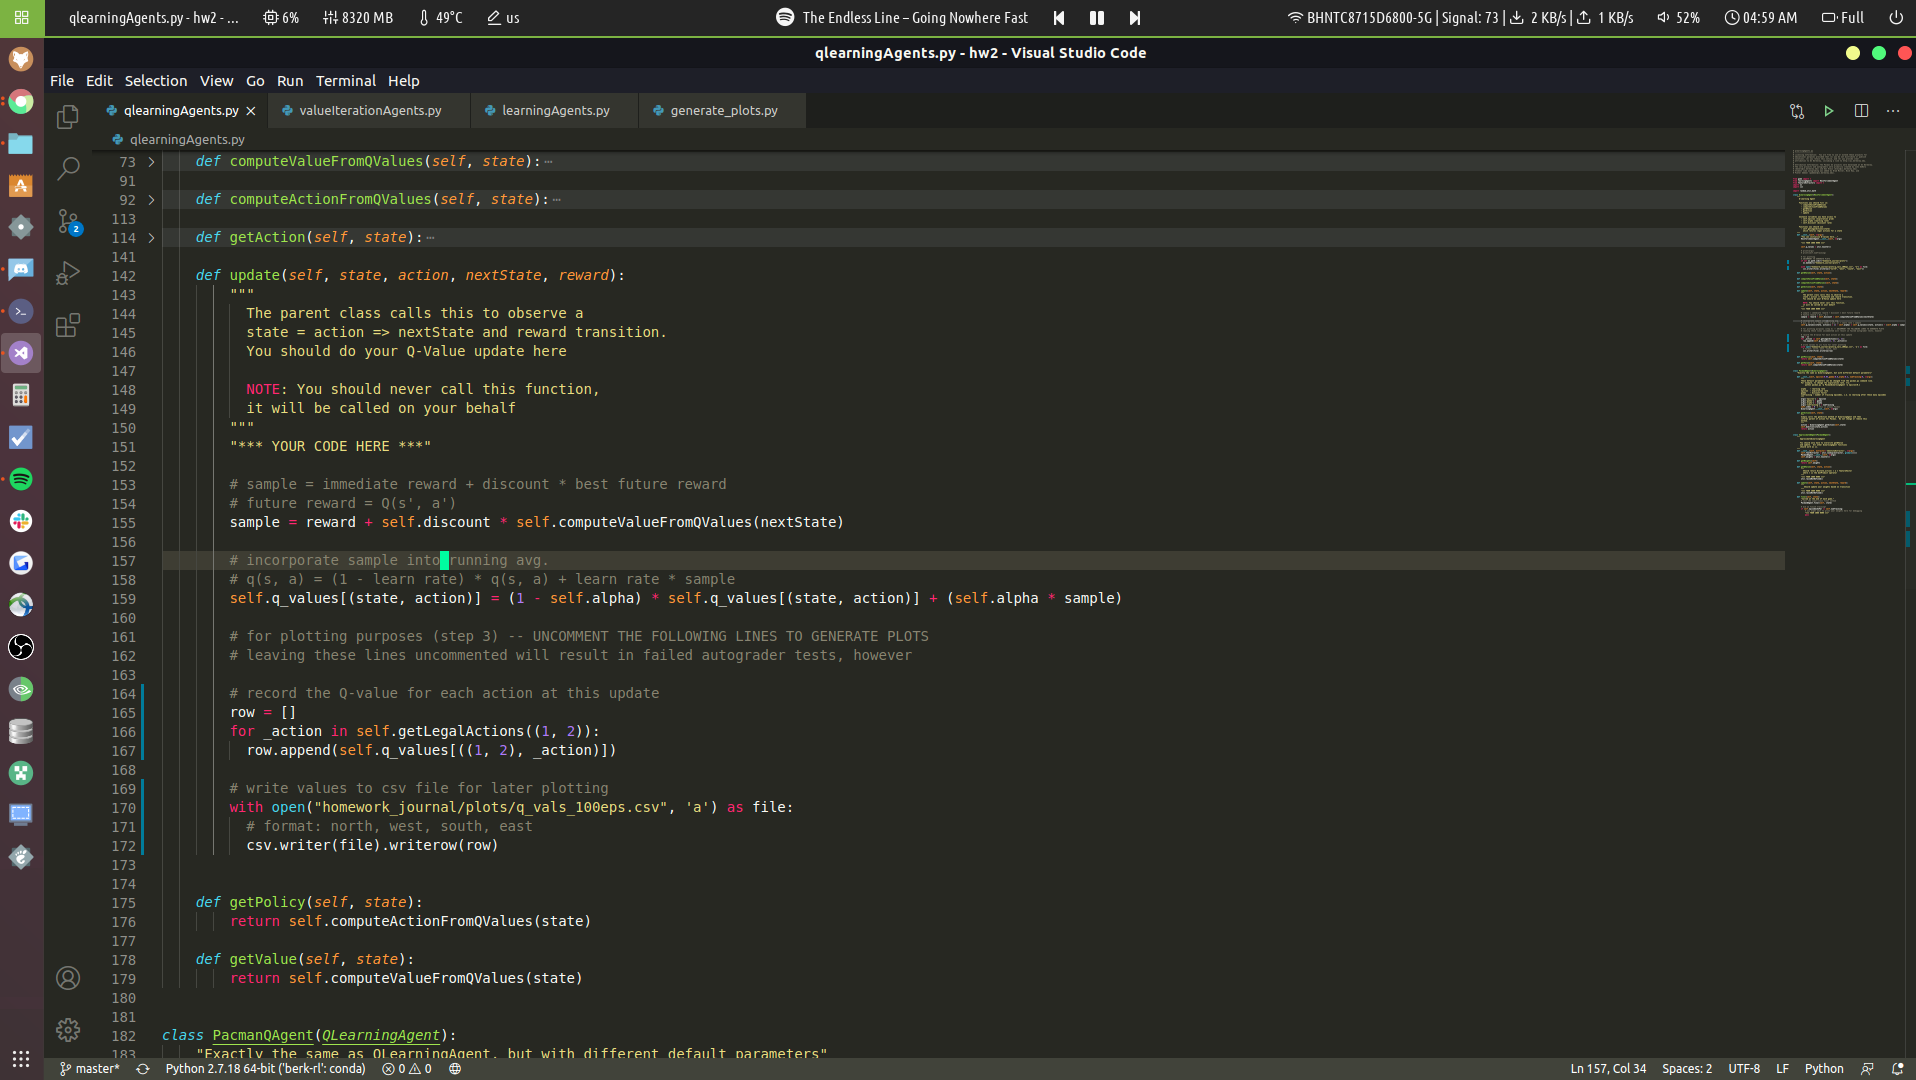 qlearningAgents.py - hw2 - ...
6%
8320 MB
49°C
us
The Endless Line – Going Nowhere Fast
BHNTC8715D6800-5G | Signal: 73 | 2 KB/s | 1 KB/s
52%
04:59 AM
Full
qlearningAgents.py - hw2 - Visual Studio Code
File Edit Selection View Go Run Terminal Help
qlearningAgents.py
valueIterationAgents.py
learningAgents.py
generate_plots.py
qlearningAgents.py
73 def computeValueFromQValues(self, state):
91
92 def computeActionFromQValues(self, state):
113
114 def getAction(self, state):
141
142 def update(self, state, action, nextState, reward):
143 """
144 The parent class calls this to observe a
145 state = action => nextState and reward transition.
146 You should do your Q-Value update here
147
148 NOTE: You should never call this function,
149 it will be called on your behalf
150 """
151 "*** YOUR CODE HERE ***"
152
153 # sample = immediate reward + discount * best future reward
154 # future reward = Q(s', a')
155 sample = reward + self.discount * self.computeValueFromQValues(nextState)
156
157 # incorporate sample into running avg.
158 # q(s, a) = (1 - learn rate) * q(s, a) + learn rate * sample
159 self.q_values[(state, action)] = (1 - self.alpha) * self.q_values[(state, action)] + (self.alpha * sample)
160
161 # for plotting purposes (step 3) -- UNCOMMENT THE FOLLOWING LINES TO GENERATE PLOTS
162 # leaving these lines uncommented will result in failed autograder tests, however
163
164 # record the Q-value for each action at this update
165 row = []
166 for _action in self.getLegalActions((1, 2)):
167 row.append(self.q_values[((1, 2), _action)])
168
169 # write values to csv file for later plotting
170 with open("homework_journal/plots/q_vals_100eps.csv", 'a') as file:
171 # format: north, west, south, east
172 csv.writer(file).writerow(row)
173
174
175 def getPolicy(self, state):
176 return self.computeActionFromQValues(state)
177
178 def getValue(self, state):
179 return self.computeValueFromQValues(state)
180
181
182 class PacmanQAgent(QLearningAgent):
183 "Exactly the same as QLearningAgent, but with different default parameters"
2
master*
Python 2.7.18 64-bit ('berk-rl': conda)
0 0
Ln 157, Col 34
Spaces: 2
UTF-8
LF
Python